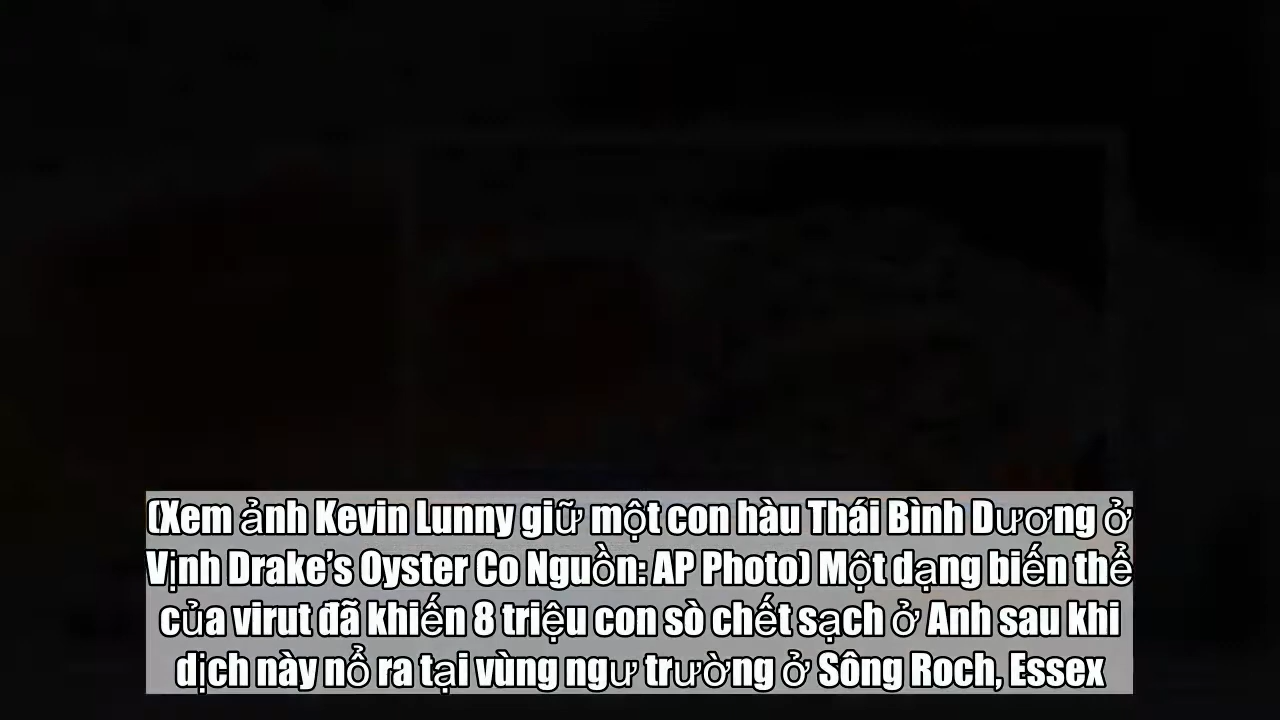 (Xem ảnh Kevin Lunny giữ một con hàu Thái Bình Dương ở
Vịnh Drake’s Oyster Co Nguồn: AP Photo) Một dạng biến thể
của virut đã khiến 8 triệu con sò chết sạch ở Anh sau khi
dịch này nổ ra tại vùng ngư trường ở Sông Roch, Essex